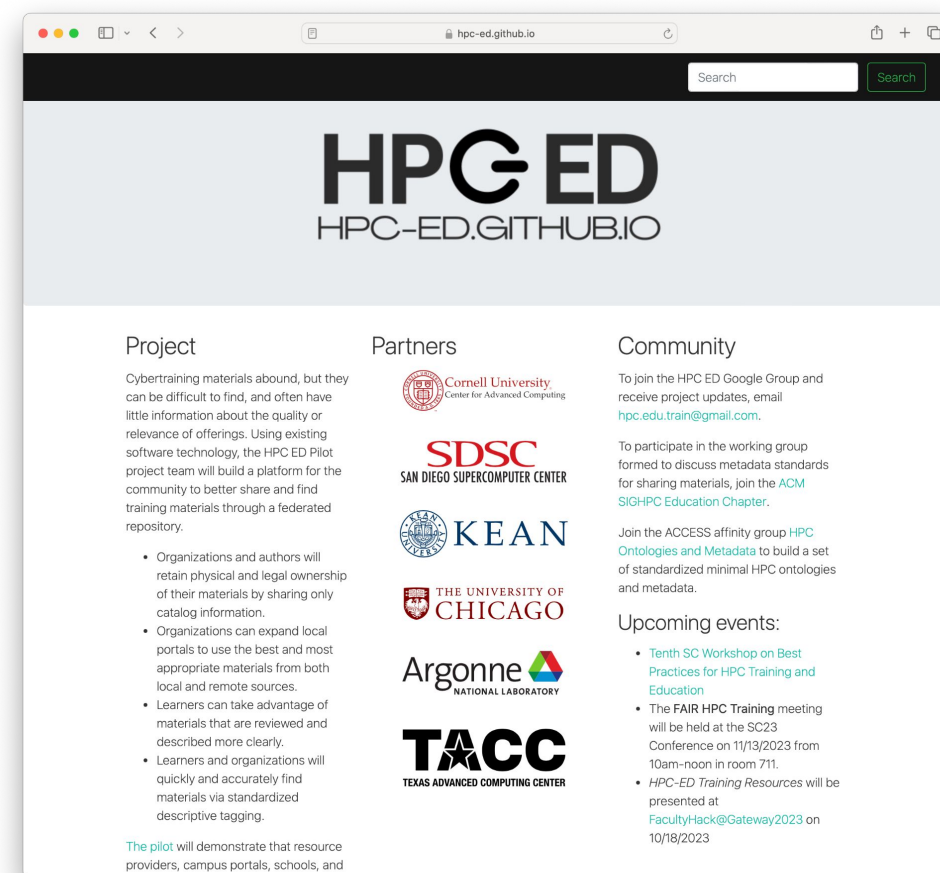 hpc-ed.github.io
Search
Search
HPC ED
HPC-ED.GITHUB.IO
Project
Cybertraining materials abound, but they
can be difficult to find, and often have
little information about the quality or
relevance of offerings. Using existing
software technology, the HPC ED Pilot
project team will build a platform for the
community to better share and find
training materials through a federated
repository.
• Organizations and authors will
retain physical and legal ownership
of their materials by sharing only
catalog information.
• Organizations can expand local
portals to use the best and most
appropriate materials from both
local and remote sources.
• Learners can take advantage of
materials that are reviewed and
described more clearly.
• Learners and organizations will
quickly and accurately find
materials via standardized
descriptive tagging.
The pilot will demonstrate that resource
providers, campus portals, schools, and
Partners
Cornell University
Center for Advanced Computing
SDSC
SAN DIEGO SUPERCOMPUTER CENTER
KEAN UNIVERSITY
KEAN
THE UNIVERSITY OF
CHICAGO
Argonne
NATIONAL LABORATORY
TACC
TEXAS ADVANCED COMPUTING CENTER
Community
To join the HPC ED Google Group and
receive project updates, email
hpc.edu.train@gmail.com.
To participate in the working group
formed to discuss metadata standards
for sharing materials, join the ACM
SIGHPC Education Chapter.
Join the ACCESS affinity group HPC
Ontologies and Metadata to build a set
of standardized minimal HPC ontologies
and metadata.
Upcoming events:
• Tenth SC Workshop on Best
Practices for HPC Training and
Education
• The FAIR HPC Training meeting
will be held at the SC23
Conference on 11/13/2023 from
10am-noon in room 711.
• HPC-ED Training Resources will be
presented at
FacultyHack@Gateway2023 on
10/18/2023